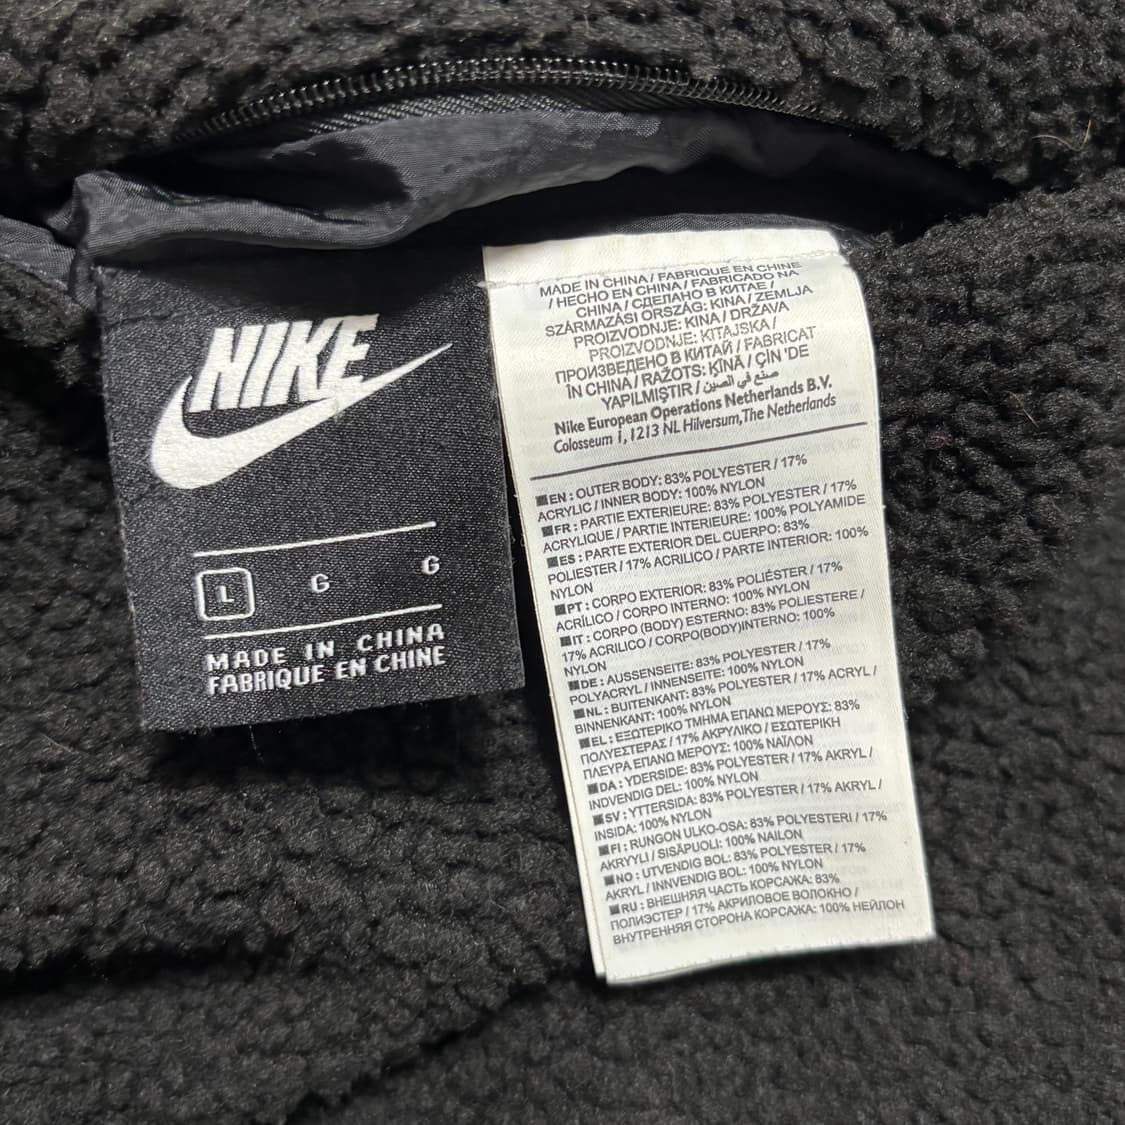 NIKE
L G G
MADE IN CHINA
FABRIQUE EN CHINE
MADE IN CHINA / FABRIQUE EN CHINE
/ HECHO EN CHINA / FABRICADO NA
CHINA / СДЕЛАНО В КИТАЕ /
SZÁRMAZÁSI ORSZÁG: KINA / ZEMLJA
PROIZVODNJE: KINA / DRŽAVA
PROIZVODNJE: KITAJSKA /
ПРОИЗВЕДЕНО В КИТАЙ / FABRICAT
ÎN CHINA / RAŽOTS: ĶĪNĀ / ÇİN 'DE
YAPILMIŞTIR / صنع في الصين
Nike European Operations Netherlands B.V.
Colosseum 1, 1213 NL Hilversum, The Netherlands
EN : OUTER BODY: 83% POLYESTER / 17%
ACRYLIC / INNER BODY: 100% NYLON
FR : PARTIE EXTERIEURE: 83% POLYESTER / 17%
ACRYLIQUE / PARTIE INTERIEURE: 100% POLYAMIDE
ES : PARTE EXTERIOR DEL CUERPO: 83%
POLIESTER / 17% ACRILICO / PARTE INTERIOR: 100%
NYLON
PT : CORPO EXTERIOR: 83% POLIÉSTER / 17%
ACRÍLICO / CORPO INTERNO: 100% NYLON
IT : CORPO (BODY) ESTERNO: 83% POLIESTERE /
17% ACRILICO / CORPO(BODY)INTERNO: 100%
NYLON
DE : AUSSENSEITE: 83% POLYESTER / 17%
POLYACRYL / INNENSEITE: 100% NYLON
NL : BUITENKANT: 83% POLYESTER / 17% ACRYL /
BINNENKANT: 100% NYLON
EL : ΕΞΩΤΕΡΙΚΟ ΤΜΗΜΑ ΕΠΑΝΩ ΜΕΡΟΥΣ: 83%
ΠΟΛΥΕΣΤΕΡΑΣ / 17% ΑΚΡΥΛΙΚΟ / ΕΣΩΤΕΡΙΚΗ
ΠΛΕΥΡΑ ΕΠΑΝΩ ΜΕΡΟΥΣ: 100% ΝΑΪΛΟΝ
DA : YDERSIDE: 83% POLYESTER / 17% AKRYL /
INDVENDIG DEL: 100% NYLON
SV : YTTERSIDA: 83% POLYESTER / 17% AKRYL /
INSIDA: 100% NYLON
FI : RUNGON ULKO-OSA: 83% POLYESTERI / 17%
AKRYYLI / SISÄPUOLI: 100% NAILON
NO : UTVENDIG BOL: 83% POLYESTER / 17%
AKRYL / INNVENDIG BOL: 100% NYLON
RU : ВНЕШНЯЯ ЧАСТЬ КОРСАЖА: 83%
ПОЛИЭСТЕР / 17% АКРИЛОВОЕ ВОЛОКНО /
ВНУТРЕННЯЯ СТОРОНА КОРСАЖА: 100% НЕЙЛОН